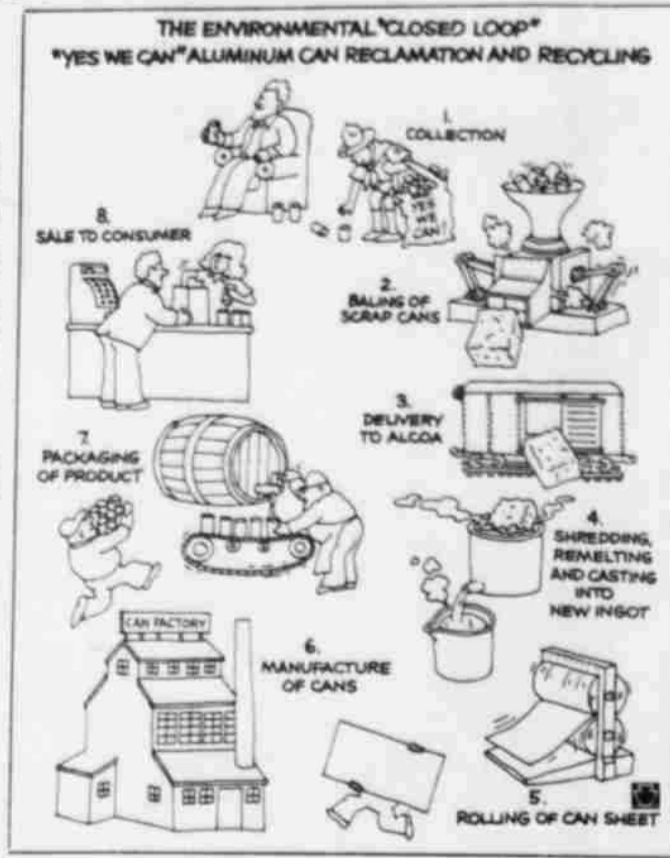 THE ENVIRONMENTAL "CLOSED LOOP"
"YES WE CAN" ALUMINUM CAN RECLAMATION AND RECYCLING
1.
COLLECTION
YES
WE
CAN!
2.
BALING OF
SCRAP CANS
3.
DELIVERY
TO ALCOA
4.
SHREDDING,
REMELTING
AND CASTING
INTO
NEW INGOT
5.
ROLLING OF CAN SHEET
6.
MANUFACTURE
OF CANS
CAN FACTORY
7.
PACKAGING
OF PRODUCT
8.
SALE TO CONSUMER